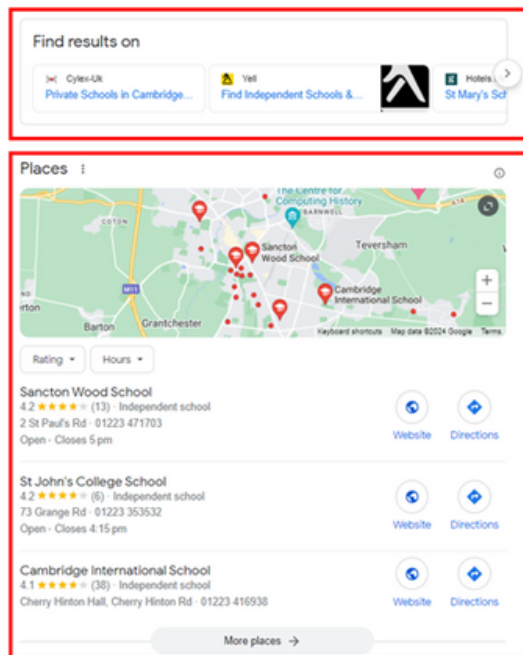 Find results on
Cylex-Uk
Private Schools in Cambridge...
Yell
Find Independent Schools &...
Hotels.
St Mary's Sch
Places
The Centre for
Computing History
BARNWELL
A14
COTON
Sancton
Wood School
Teversham
M11
Cambridge
International School
rton
Barton
Grantchester
Keyboard shortcuts Map data ©2024 Google Terms
Rating
Hours
Sancton Wood School
4.2 (13) · Independent school
2 St Paul's Rd · 01223 471703
Open · Closes 5 pm
Website
Directions
St John's College School
4.2 (6) · Independent school
73 Grange Rd · 01223 353532
Open · Closes 4:15 pm
Website
Directions
Cambridge International School
4.1 (38) · Independent school
Cherry Hinton Hall, Cherry Hinton Rd · 01223 416938
Website
Directions
More places →